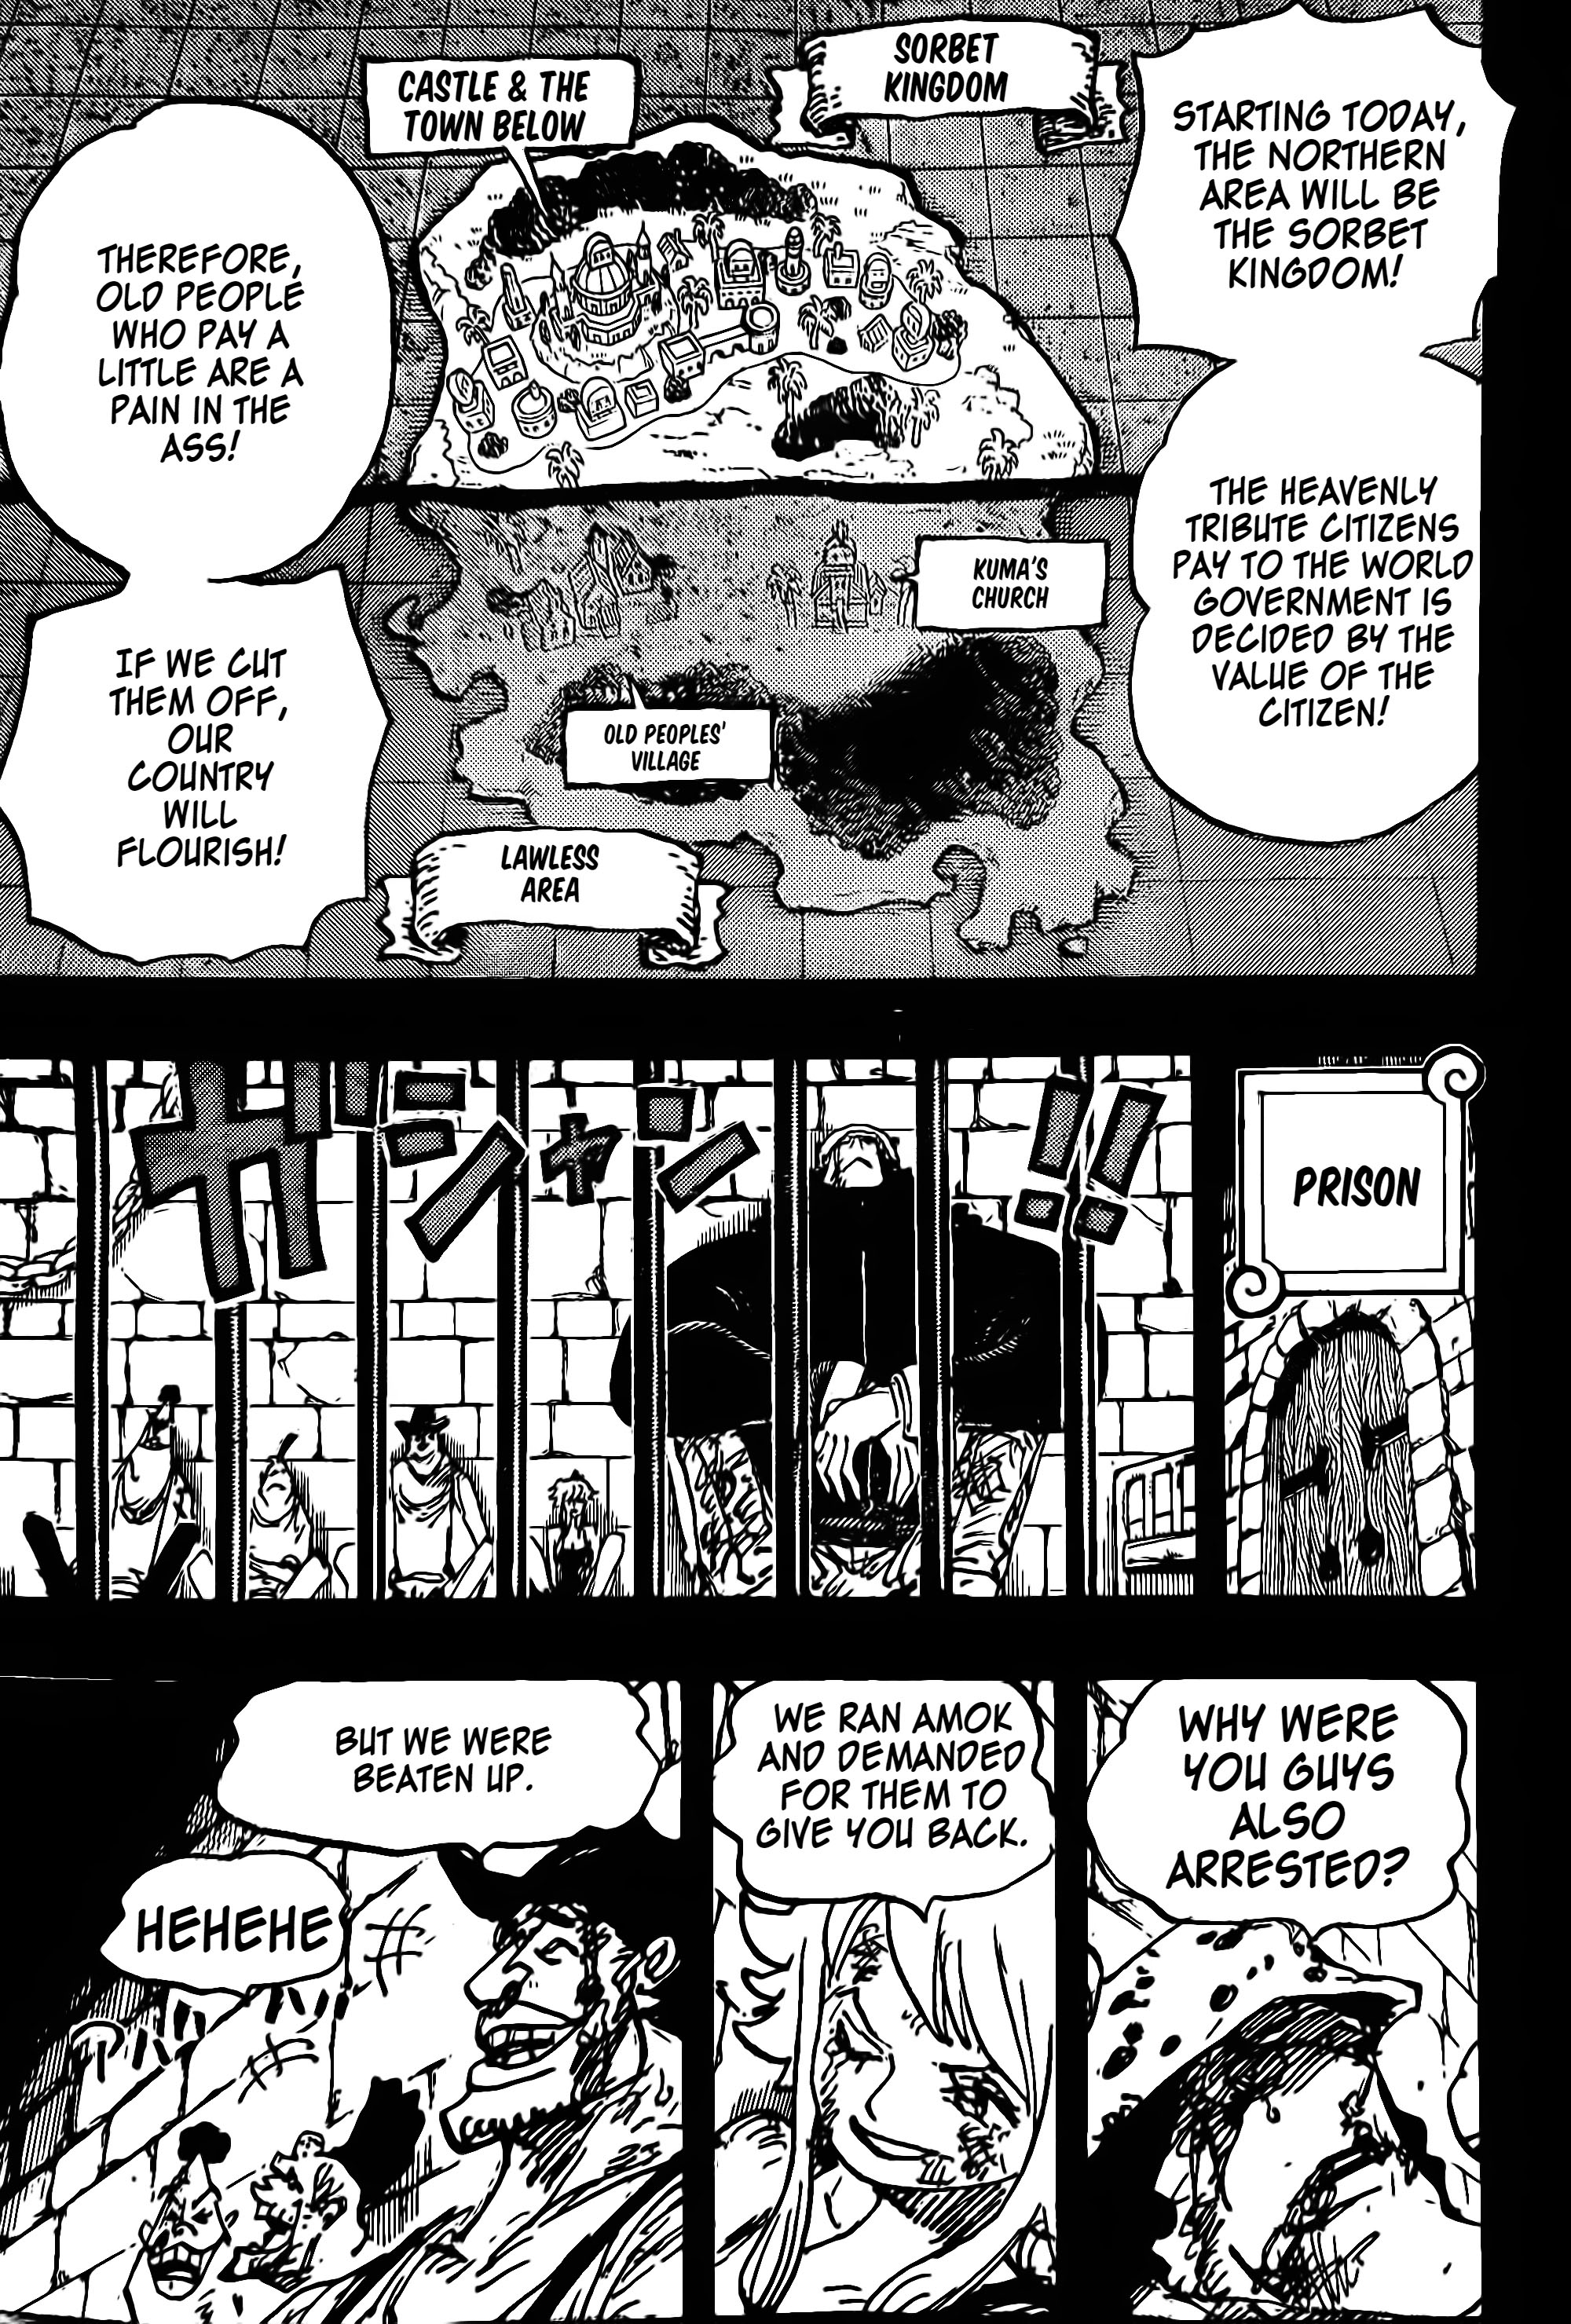 SORBET
KINGDOM
STARTING TODAY,
THE NORTHERN
AREA WILL BE
THE SORBET
KINGDOM!
THE HEAVENLY
TRIBUTE CITIZENS
PAY TO THE WORLD
GOVERNMENT IS
DECIDED BY THE
VALUE OF THE
CITIZEN!
CASTLE & THE
TOWN BELOW
KUMA'S
CHURCH
OLD PEOPLES'
VILLAGE
LAWLESS
AREA
THEREFORE,
OLD PEOPLE
WHO PAY A
LITTLE ARE A
PAIN IN THE
ASS!
IF WE CUT
THEM OFF,
OUR
COUNTRY
WILL
FLOURISH!
PRISON
ガシャン!!
WHY WERE
YOU GUYS
ALSO
ARRESTED?
WE RAN AMOK
AND DEMANDED
FOR THEM TO
GIVE YOU BACK.
BUT WE WERE
BEATEN UP.
HEHEHE